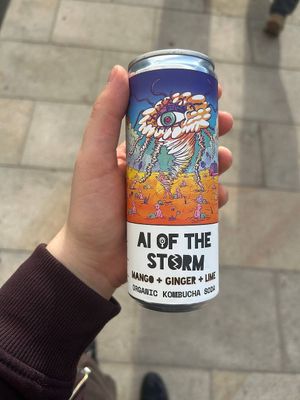 AI OF THE
STORM
MANGO + GINGER + LIME
ORGANIC KOMBUCHA SODA